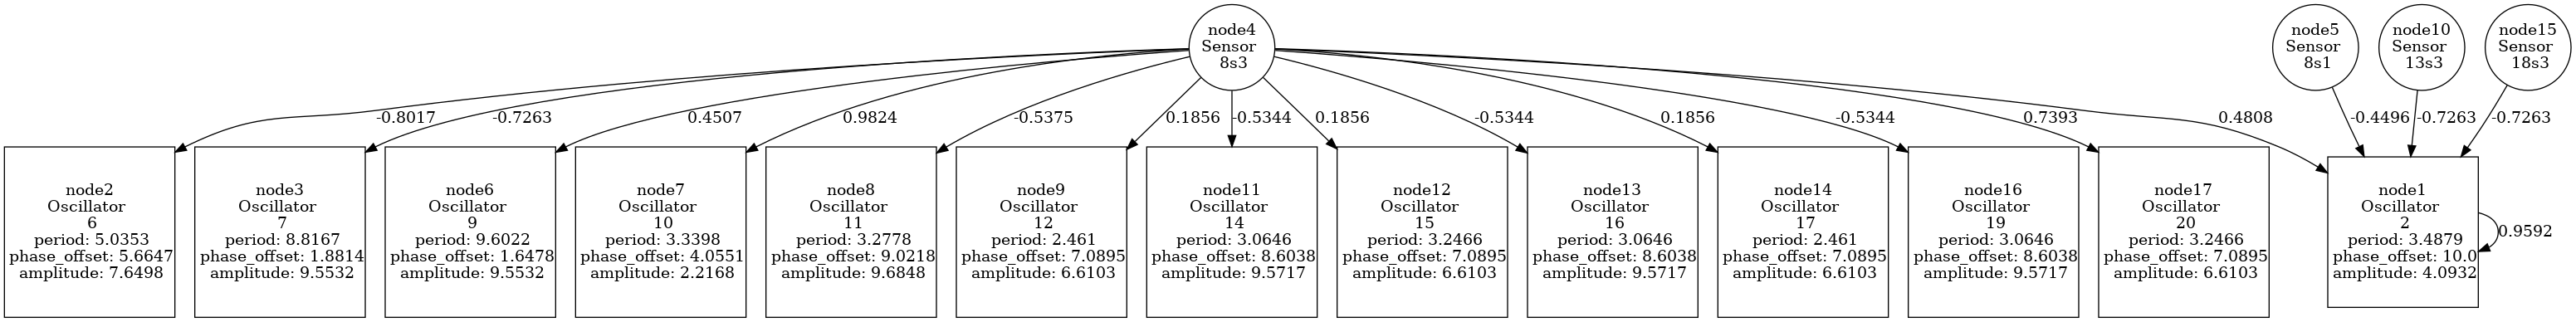 node4
Sensor
8s3
node5
Sensor
8s1
node10
Sensor
13s3
node15
Sensor
18s3
-0.8017
-0.7263
0.4507
0.9824
-0.5375
0.1856
-0.5344
0.1856
-0.5344
0.1856
-0.5344
0.7393
0.4808
-0.4496
-0.7263
-0.7263
node2
Oscillator
6
period: 5.0353
phase_offset: 5.6647
amplitude: 7.6498
node3
Oscillator
7
period: 8.8167
phase_offset: 1.8814
amplitude: 9.5532
node6
Oscillator
9
period: 9.6022
phase_offset: 1.6478
amplitude: 9.5532
node7
Oscillator
10
period: 3.3398
phase_offset: 4.0551
amplitude: 2.2168
node8
Oscillator
11
period: 3.2778
phase_offset: 9.0218
amplitude: 9.6848
node9
Oscillator
12
period: 2.461
phase_offset: 7.0895
amplitude: 6.6103
node11
Oscillator
14
period: 3.0646
phase_offset: 8.6038
amplitude: 9.5717
node12
Oscillator
15
period: 3.2466
phase_offset: 7.0895
amplitude: 6.6103
node13
Oscillator
16
period: 3.0646
phase_offset: 8.6038
amplitude: 9.5717
node14
Oscillator
17
period: 2.461
phase_offset: 7.0895
amplitude: 6.6103
node16
Oscillator
19
period: 3.0646
phase_offset: 8.6038
amplitude: 9.5717
node17
Oscillator
20
period: 3.2466
phase_offset: 7.0895
amplitude: 6.6103
node1
Oscillator
2
period: 3.4879
phase_offset: 10.0
amplitude: 4.0932
0.9592